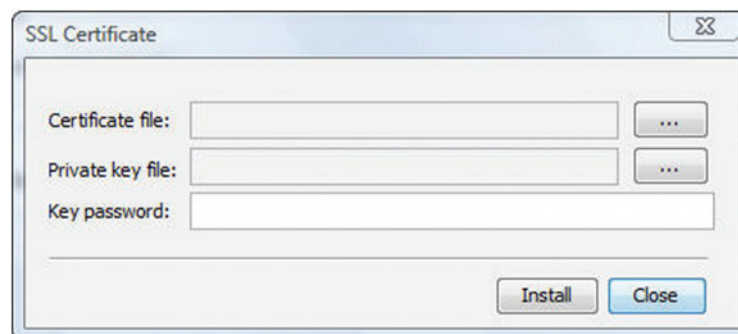 SSL Certificate
Certificate file:
...
Private key file:
...
Key password:
Install Close